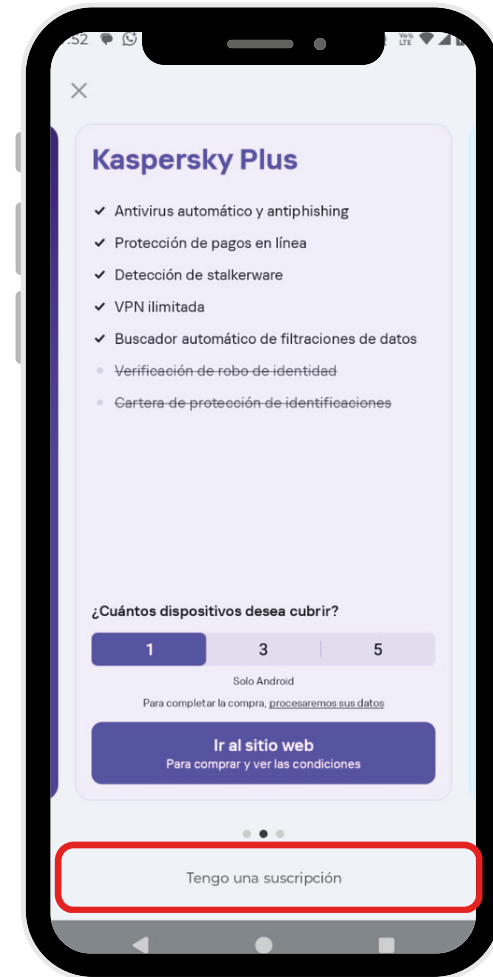 :52
VoB
LTE
Kaspersky Plus
Antivirus automático y antiphishing
Protección de pagos en línea
Detección de stalkerware
VPN ilimitada
Buscador automático de filtraciones de datos
Verificación de robo de identidad
Cartera de protección de identificaciones
¿Cuántos dispositivos desea cubrir?
1 3 5
Solo Android
Para completar la compra, procesaremos sus datos
Ir al sitio web
Para comprar y ver las condiciones
Tengo una suscripción